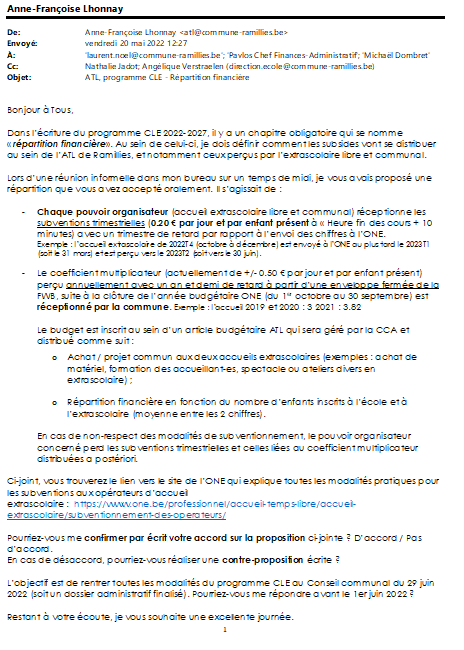 Anne-Françoise Lhonnay
De: Anne-Françoise Lhonnay <atl@commune-ramillies.be>
Envoyé: vendredi 20 mai 2022 12:27
À: 'laurent.noel@commune-ramillies.be'; 'Pavlos Chef Finances-Administratif'; 'Michaël Dombret'
Cc: Nathalie Jadot; Angélique Verstraelen (direction.ecole@commune-ramillies.be)
Objet: ATL, programme CLE - Répartition financière
Bonjour à Tous,
Dans l'écriture du programme CLE 2022-2027, il y a un chapitre obligatoire qui se nomme
«répartition financière». Au sein de celui-ci, je dois définir comment les subsides vont se distribuer
au sein de l'ATL de Ramillies, et notamment ceux perçus par l'extrascolaire libre et communal.
Lors d'une réunion informelle dans mon bureau sur un temps de midi, je vous avais proposé une
répartition que vous avez accepté oralement. Il s'agissait de :
- Chaque pouvoir organisateur (accueil extrascolaire libre et communal) réceptionne les
subventions trimestrielles (0.20 € par jour et par enfant présent à « Heure fin des cours + 10
minutes) avec un trimestre de retard par rapport à l'envoi des chiffres à l'ONE.
Exemple : l'accueil extrascolaire de 2022T4 (octobre à décembre) est envoyé à l'ONE au plus tard le 2023T1
(soit le 31 mars) et est perçu vers le 2023T2 (soit vers le 30 juin).
- Le coefficient multiplicateur (actuellement de +/- 0.50 € par jour et par enfant présent)
perçu annuellement avec un an et demi de retard à partir d'une enveloppe fermée de la
FWB, suite à la clôture de l'année budgétaire ONE (du 1er octobre au 30 septembre) est
réceptionné par la commune. Exemple : l'accueil 2019 et 2020 : 3 2021 : 3.82
Le budget est inscrit au sein d'un article budgétaire ATL qui sera géré par la CCA et
distribué comme suit :
o Achat / projet commun aux deux accueils extrascolaires (exemples : achat de
matériel, formation des accueillant-es, spectacle ou ateliers divers en
extrascolaire) ;
o Répartition financière en fonction du nombre d'enfants inscrits à l'école et à
l'extrascolaire (moyenne entre les 2 chiffres).
En cas de non-respect des modalités de subventionnement, le pouvoir organisateur
concerné perd les subventions trimestrielles et celles liées au coefficient multiplicateur
distribuées a postériori.
Ci-joint, vous trouverez le lien vers le site de l'ONE qui explique toutes les modalités pratiques pour
les subventions aux opérateurs d'accueil
extrascolaire : https://www.one.be/professionnel/accueil-temps-libre/accueil-
extrascolaire/subventionnement-des-operateurs/
Pourriez-vous me confirmer par écrit votre accord sur la proposition ci-jointe ? D'accord / Pas
d'accord.
En cas de désaccord, pourriez-vous réaliser une contre-proposition écrite ?
L'objectif est de rentrer toutes les modalités du programme CLE au Conseil communal du 29 juin
2022 (soit un dossier administratif finalisé). Pourriez-vous me répondre avant le 1er juin 2022 ?
Restant à votre écoute, je vous souhaite une excellente journée.
1